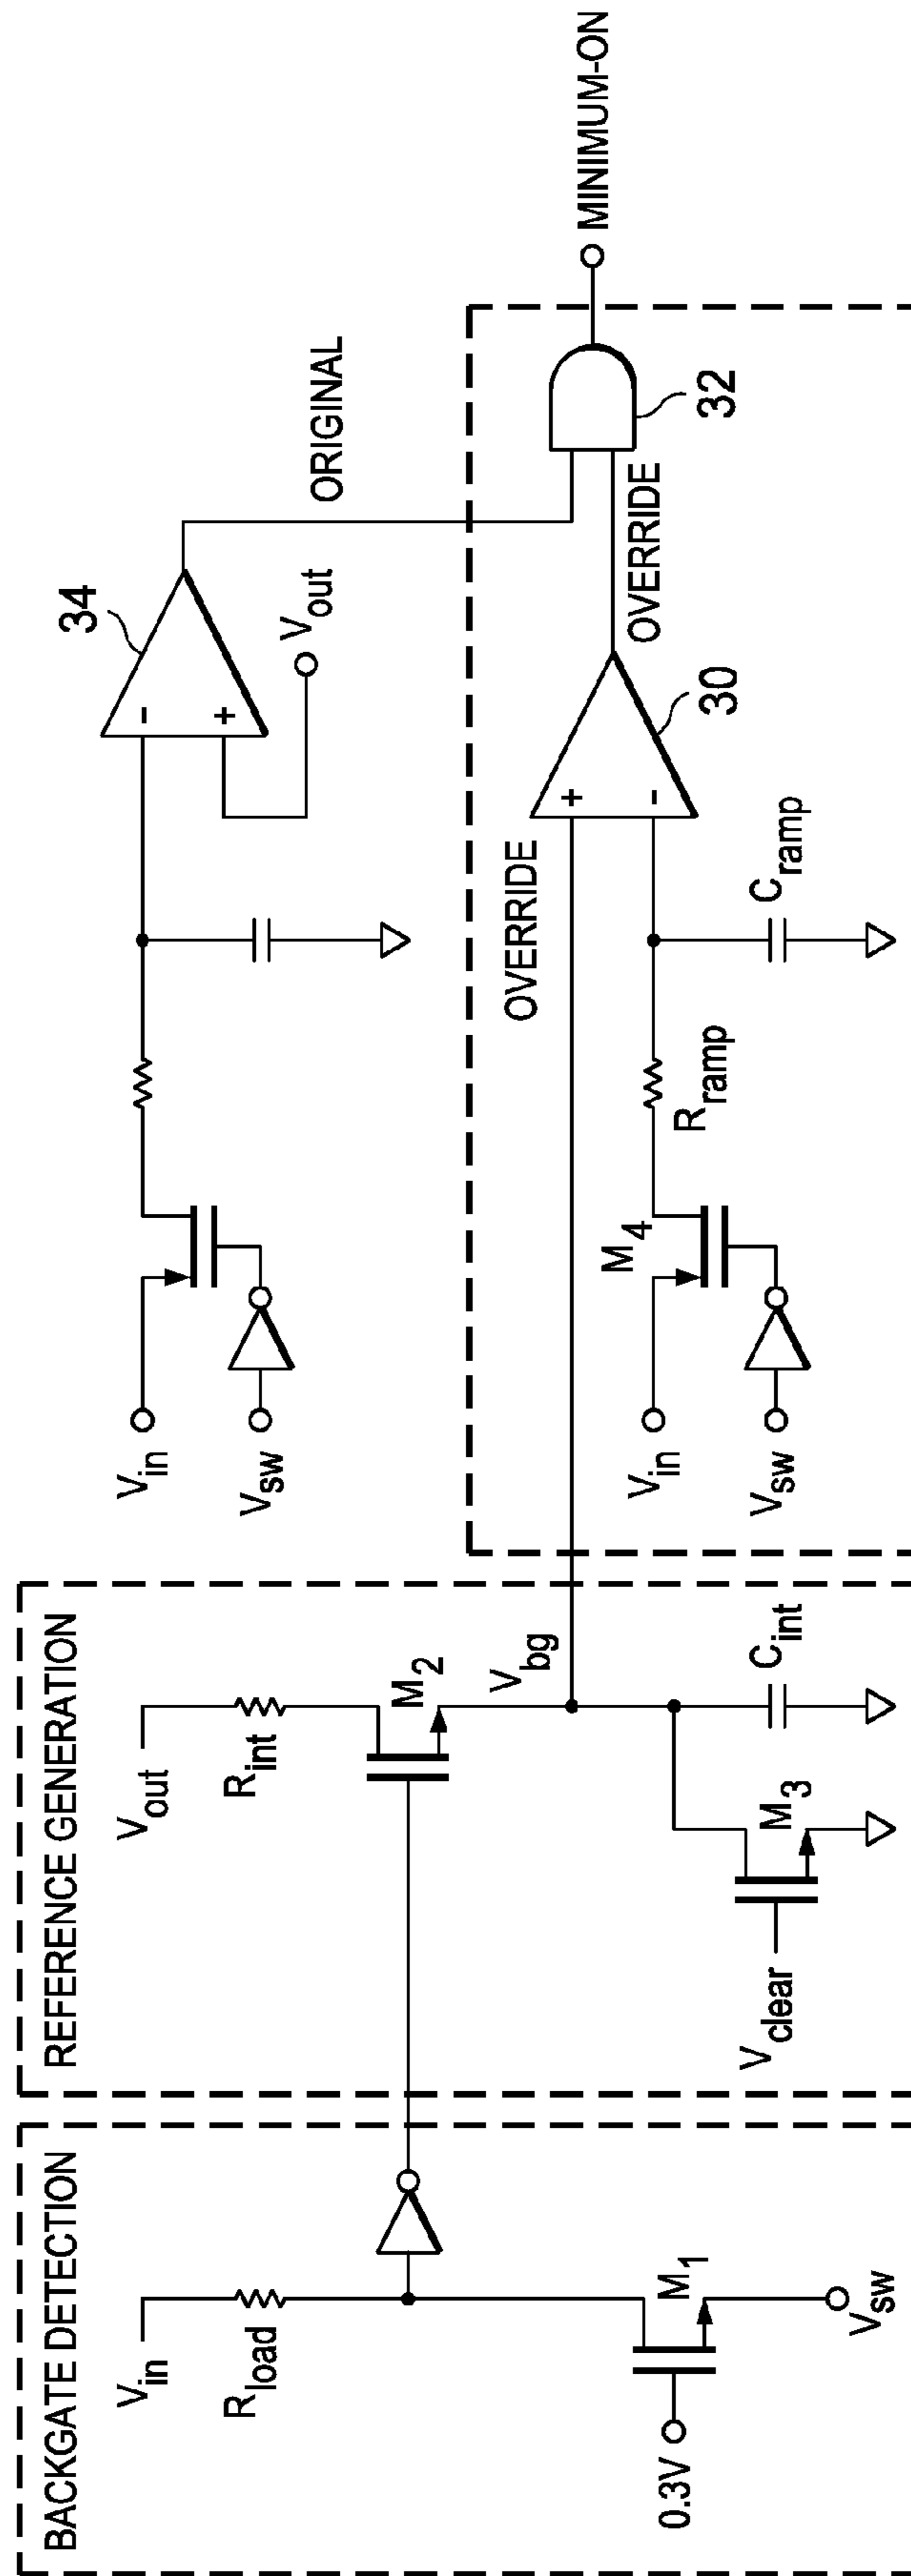 BACKGATE DETECTION
V_in
R_load
0.3V
M_1
V_sw
REFERENCE GENERATION
V_out
R_int
M_2
V_bg
V_clear
M_3
C_int
V_in
V_sw
34
V_out
ORIGINAL
OVERRIDE
V_in
V_sw
M_4
R_ramp
C_ramp
30
OVERRIDE
32
MINIMUM-ON
-
+
+
-